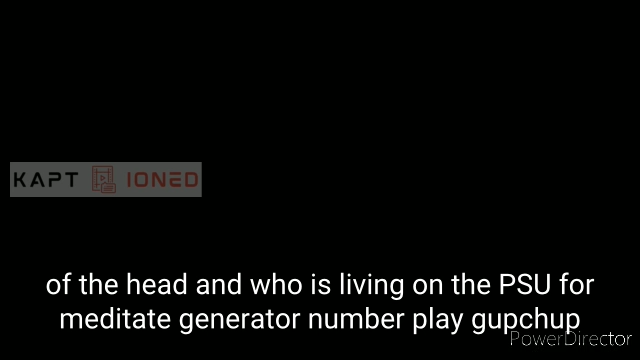 KAPT IONED
of the head and who is living on the PSU for
meditate generator number play gupchup
PowerDirector